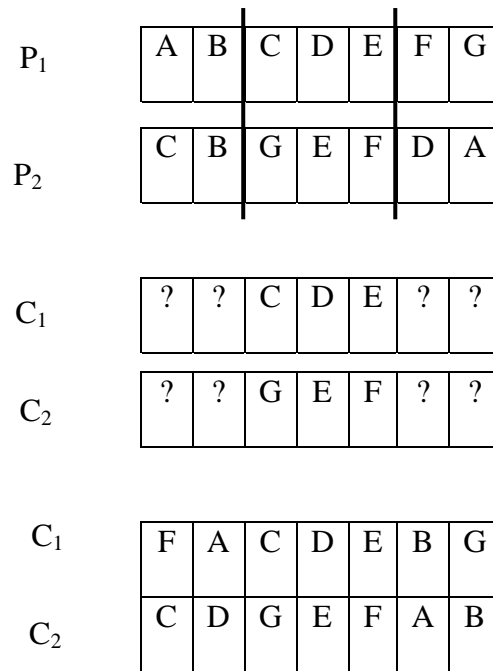 P₁ A B C D E F G
P₂ C B G E F D A
C₁ ? ? C D E ? ?
C₂ ? ? G E F ? ?
C₁ F A C D E B G
C₂ C D G E F A B